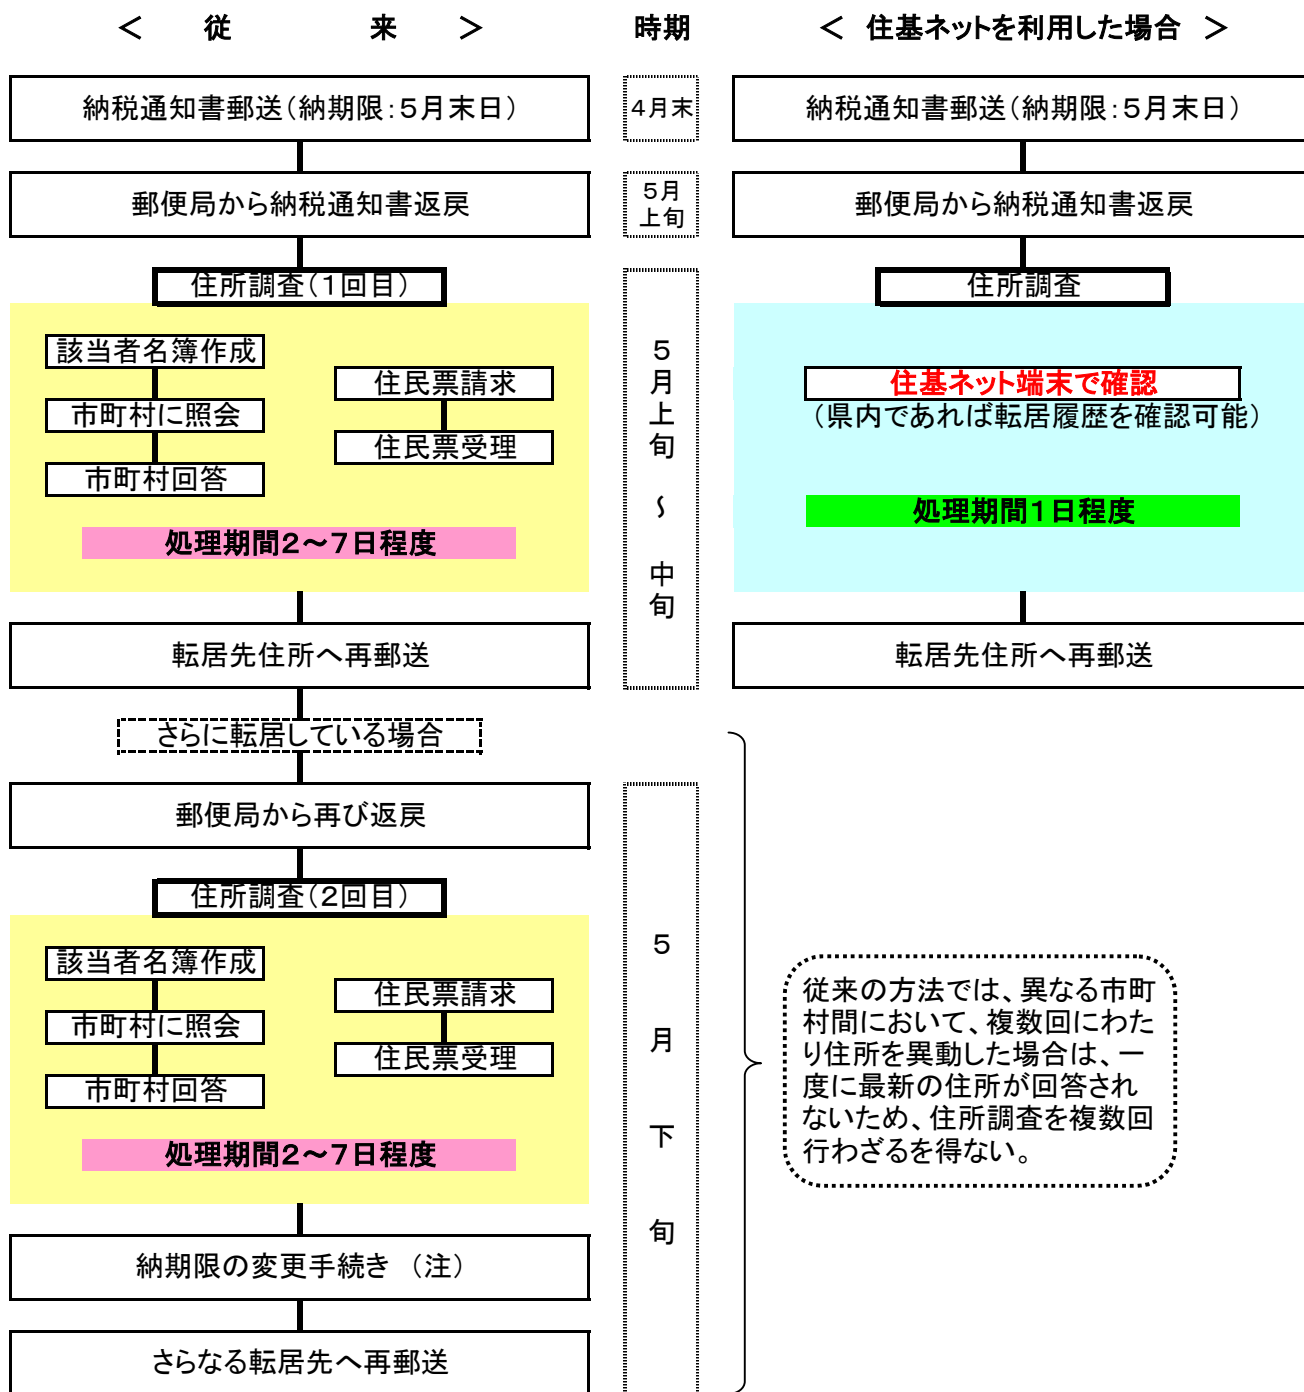 ＜　従　　来　＞
時期
＜ 住基ネットを利用した場合 ＞
納税通知書郵送（納期限：５月末日）
４月末
納税通知書郵送（納期限：５月末日）
郵便局から納税通知書返戻
５月
上旬
郵便局から納税通知書返戻
住所調査（１回目）
該当者名簿作成
市町村に照会
市町村回答
住民票請求
住民票受理
処理期間２～７日程度
５月上旬～中旬
住所調査
住基ネット端末で確認
（県内であれば転居履歴を確認可能）
処理期間１日程度
転居先住所へ再郵送
転居先住所へ再郵送
さらに転居している場合
郵便局から再び返戻
住所調査（２回目）
該当者名簿作成
市町村に照会
市町村回答
住民票請求
住民票受理
処理期間２～７日程度
５月下旬
従来の方法では、異なる市町
村間において、複数回にわた
り住所を異動した場合は、一
度に最新の住所が回答され
ないため、住所調査を複数回
行わざるを得ない。
納期限の変更手続き　（注）
さらなる転居先へ再郵送